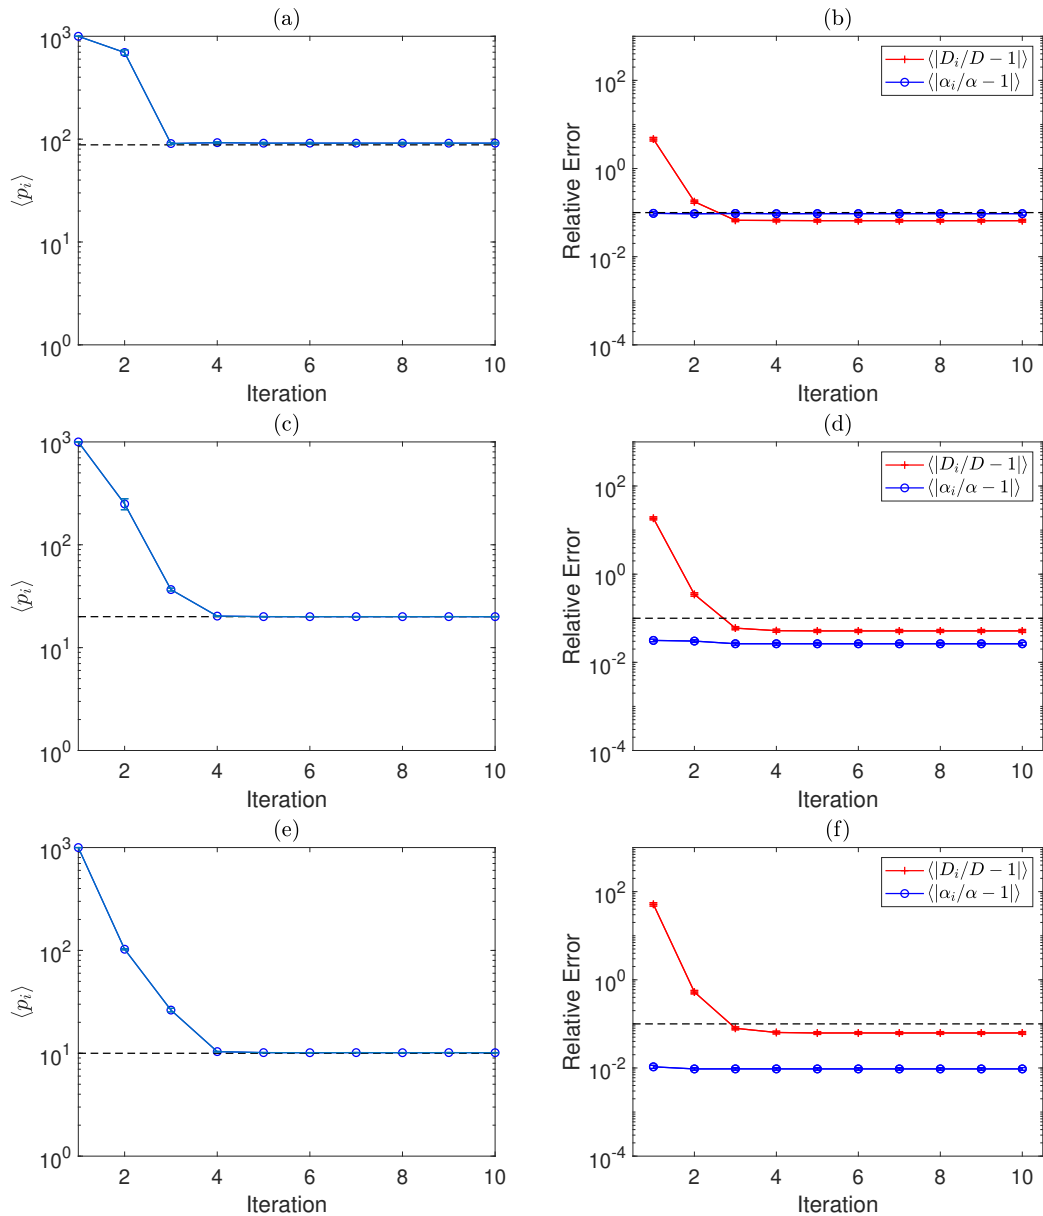 (a)
10^3
10^2
10^1
10^0
⟨p_i⟩
2 4 6 8 10
Iteration
(b)
10^2
10^0
10^-2
10^-4
Relative Error
⟨|D_i/D − 1|⟩
⟨|α_i/α − 1|⟩
2 4 6 8 10
Iteration
(c)
10^3
10^2
10^1
10^0
⟨p_i⟩
2 4 6 8 10
Iteration
(d)
10^2
10^0
10^-2
10^-4
Relative Error
⟨|D_i/D − 1|⟩
⟨|α_i/α − 1|⟩
2 4 6 8 10
Iteration
(e)
10^3
10^2
10^1
10^0
⟨p_i⟩
2 4 6 8 10
Iteration
(f)
10^2
10^0
10^-2
10^-4
Relative Error
⟨|D_i/D − 1|⟩
⟨|α_i/α − 1|⟩
2 4 6 8 10
Iteration